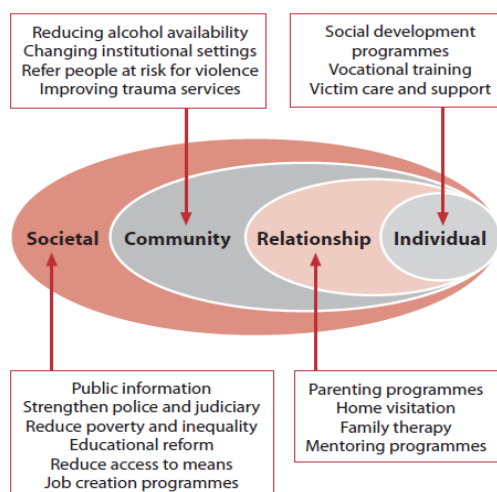 Reducing alcohol availability
Changing institutional settings
Refer people at risk for violence
Improving trauma services
Social development
programmes
Vocational training
Victim care and support
Societal
Community
Relationship
Individual
Public information
Strengthen police and judiciary
Reduce poverty and inequality
Educational reform
Reduce access to means
Job creation programmes
Parenting programmes
Home visitation
Family therapy
Mentoring programmes